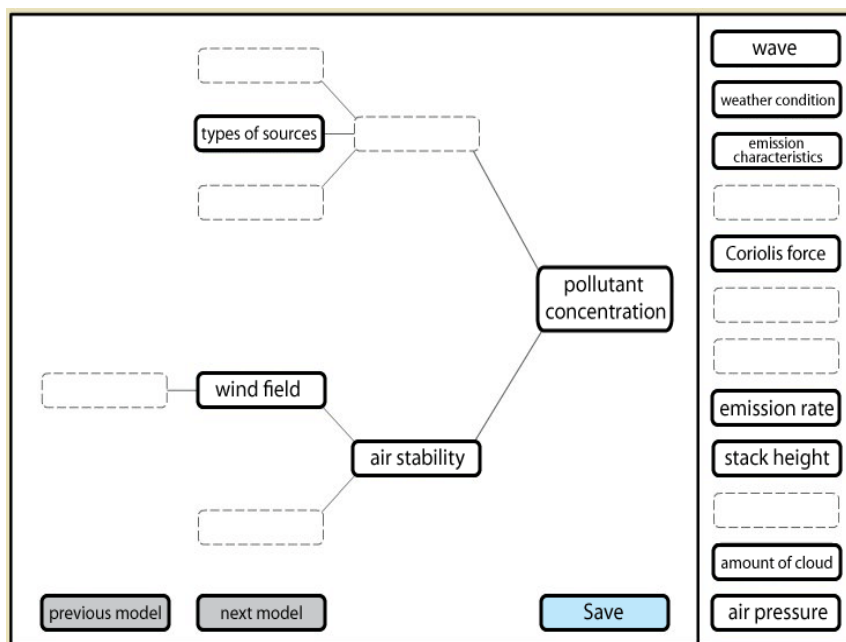 types of sources
pollutant
concentration
wind field
air stability
previous model
next model
Save
wave
weather condition
emission
characteristics
Coriolis force
emission rate
stack height
amount of cloud
air pressure